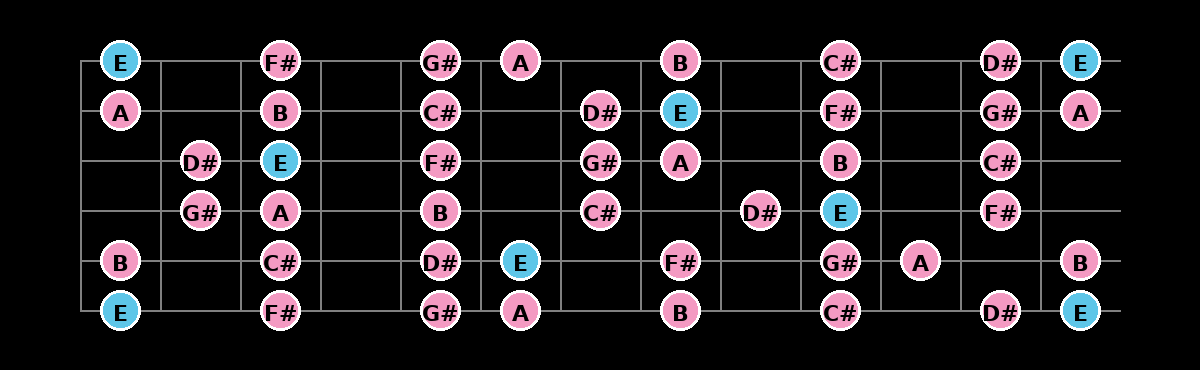 E F# G# A B C# D# E
A B C# D# E F# G# A
D# E F# G# A B C#
G# A B C# D# E F#
B C# D# E F# G# A B
E F# G# A B C# D# E